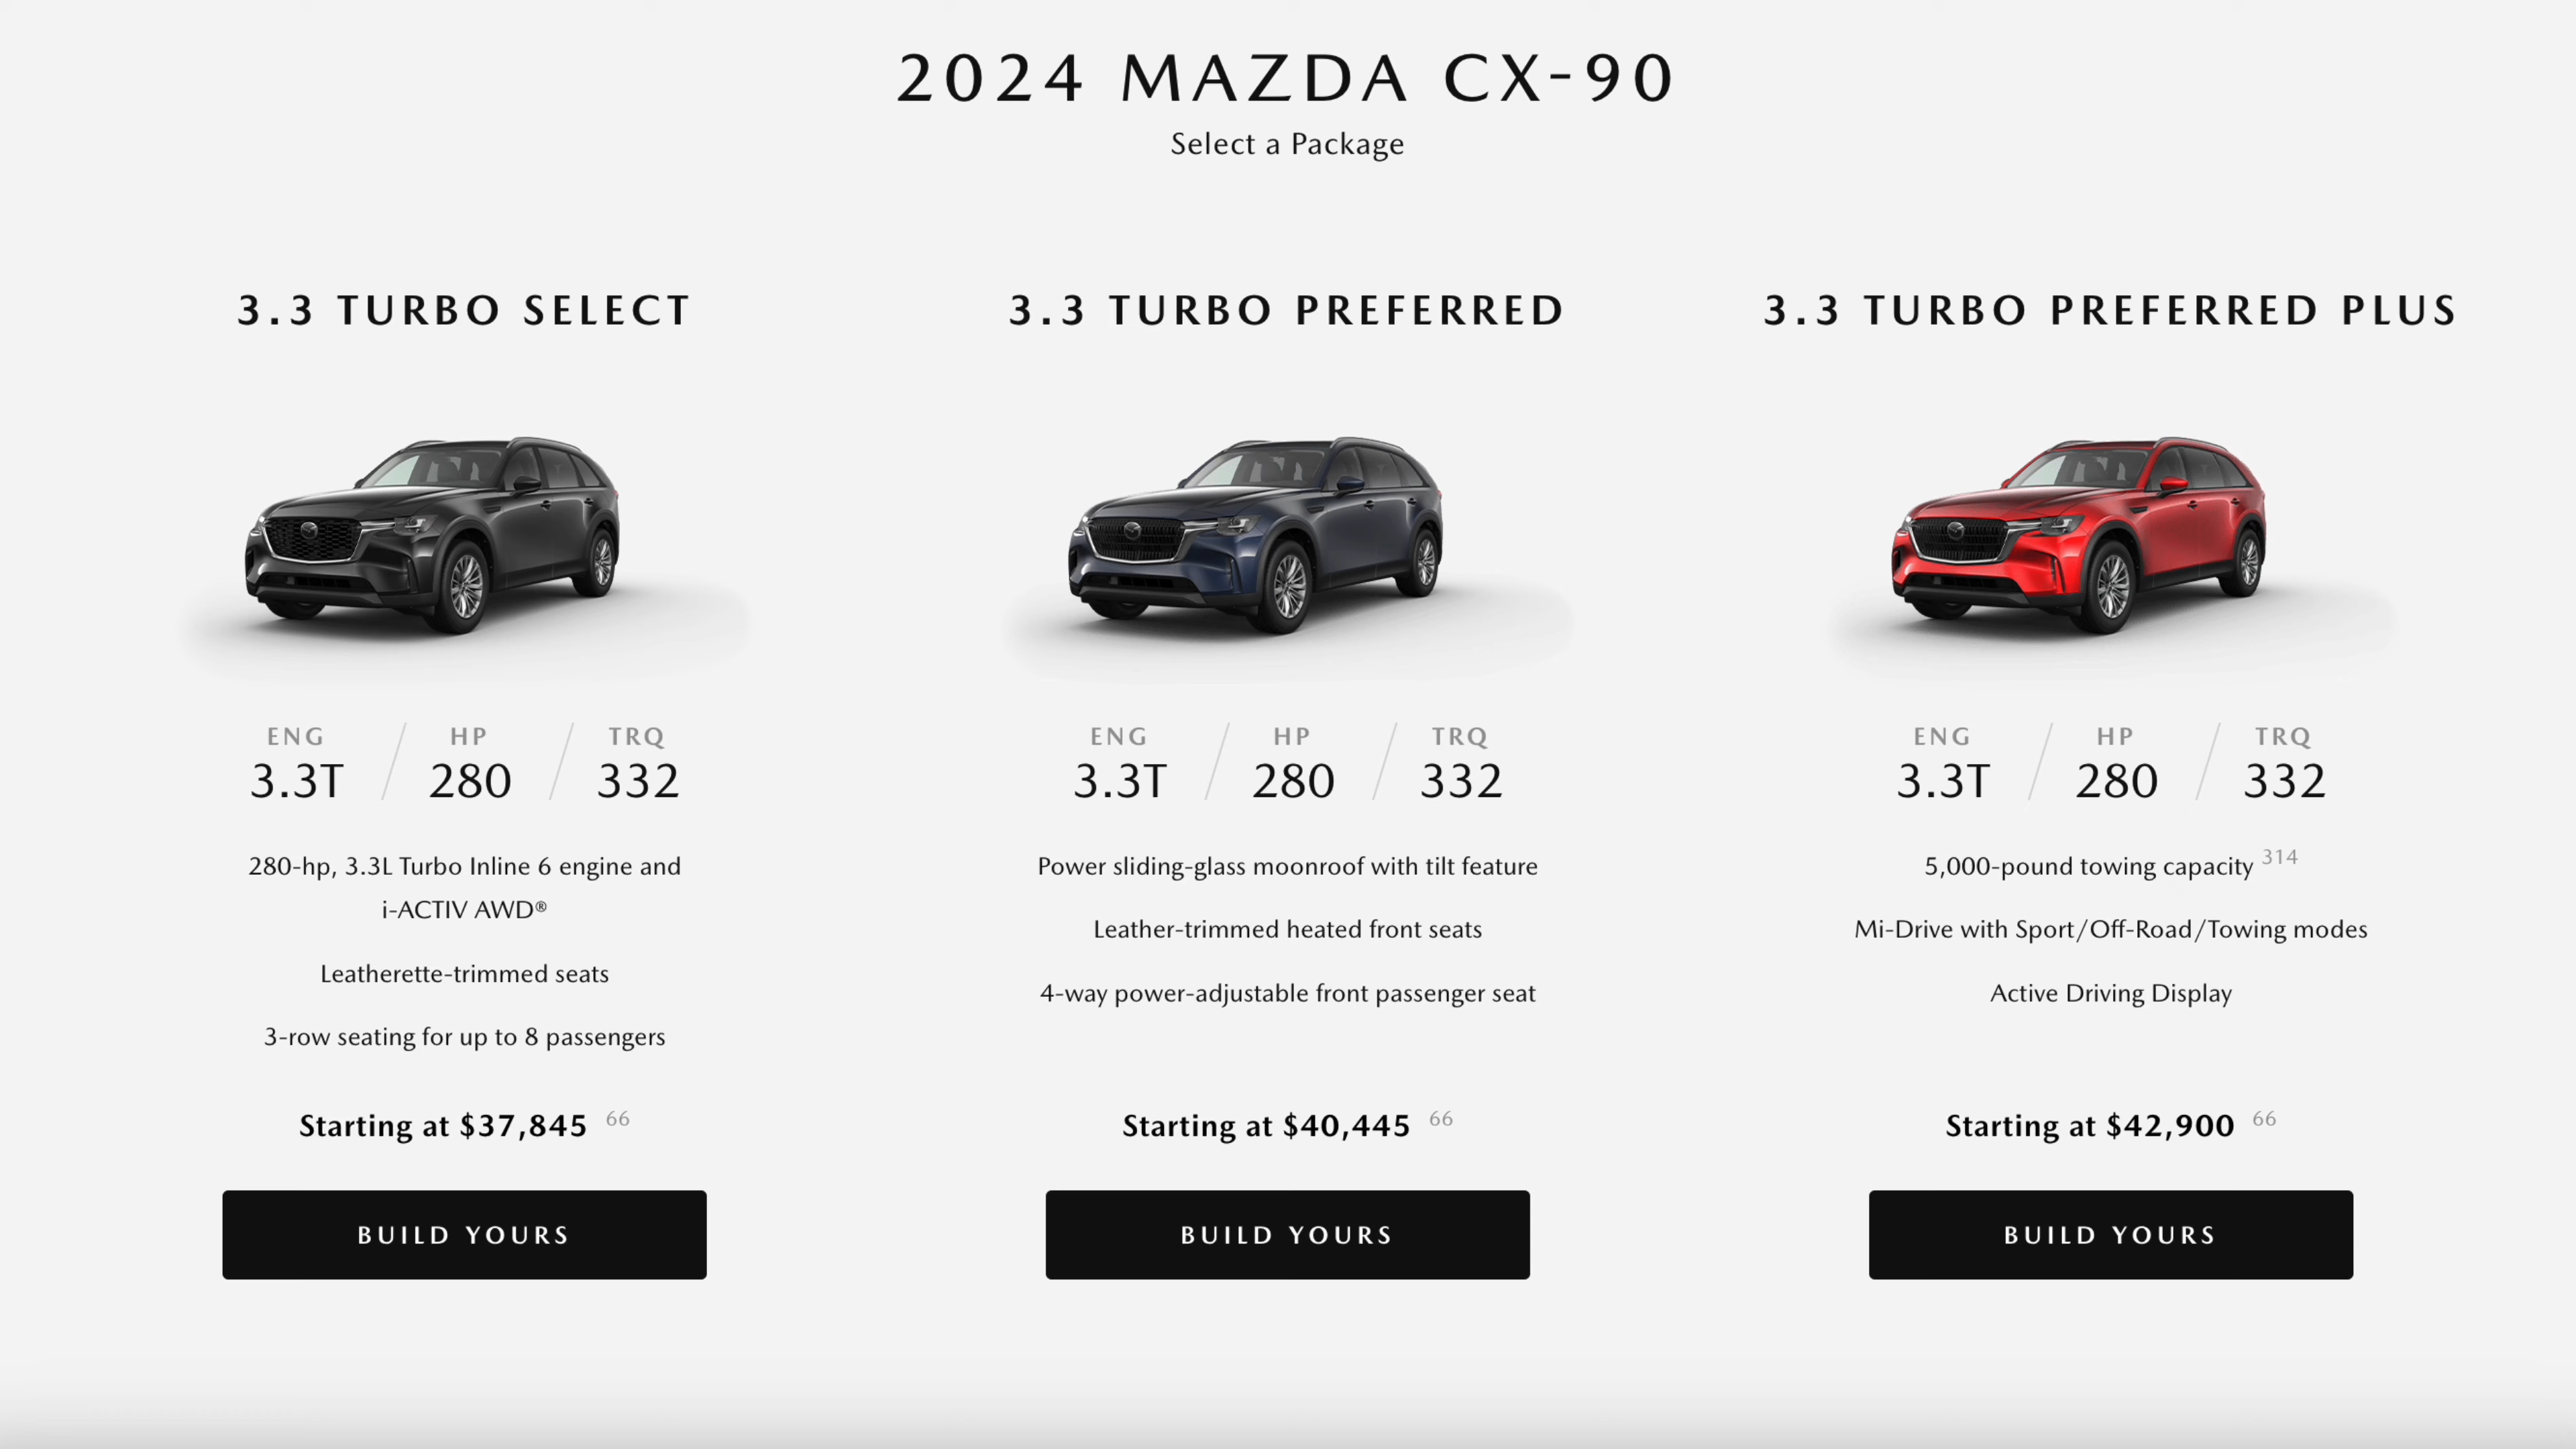 2024 MAZDA CX-90
Select a Package
3.3 TURBO SELECT
ENG
3.3T
HP
280
TRQ
332
280-hp, 3.3L Turbo Inline 6 engine and
i-ACTIV AWD®
Leatherette-trimmed seats
3-row seating for up to 8 passengers
Starting at $37,845 66
BUILD YOURS
3.3 TURBO PREFERRED
ENG
3.3T
HP
280
TRQ
332
Power sliding-glass moonroof with tilt feature
Leather-trimmed heated front seats
4-way power-adjustable front passenger seat
Starting at $40,445 66
BUILD YOURS
3.3 TURBO PREFERRED PLUS
ENG
3.3T
HP
280
TRQ
332
5,000-pound towing capacity 314
Mi-Drive with Sport/Off-Road/Towing modes
Active Driving Display
Starting at $42,900 66
BUILD YOURS